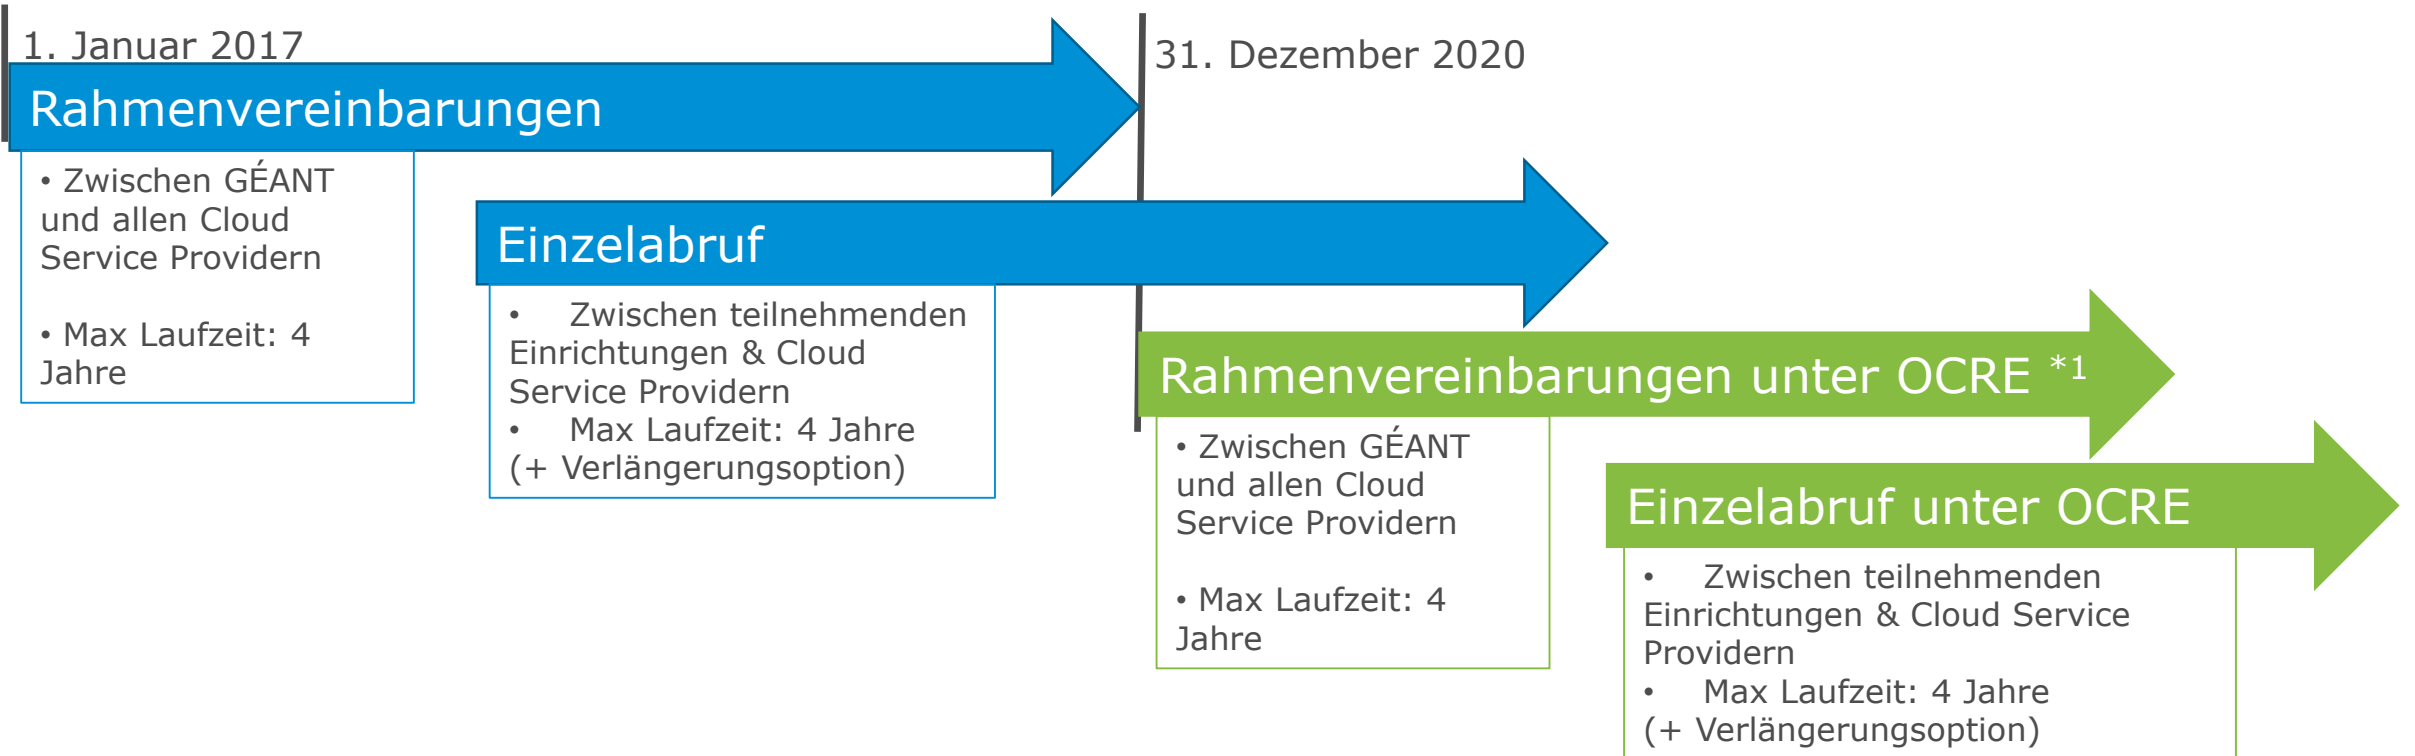 1. Januar 2017
31. Dezember 2020
Rahmenvereinbarungen
• Zwischen GÉANT
und allen Cloud
Service Providern
• Max Laufzeit: 4
Jahre
Einzelabruf
• Zwischen teilnehmenden
Einrichtungen & Cloud
Service Providern
• Max Laufzeit: 4 Jahre
(+ Verlängerungsoption)
Rahmenvereinbarungen unter OCRE *1
• Zwischen GÉANT
und allen Cloud
Service Providern
• Max Laufzeit: 4
Jahre
Einzelabruf unter OCRE
• Zwischen teilnehmenden
Einrichtungen & Cloud Service
Providern
• Max Laufzeit: 4 Jahre
(+ Verlängerungsoption)